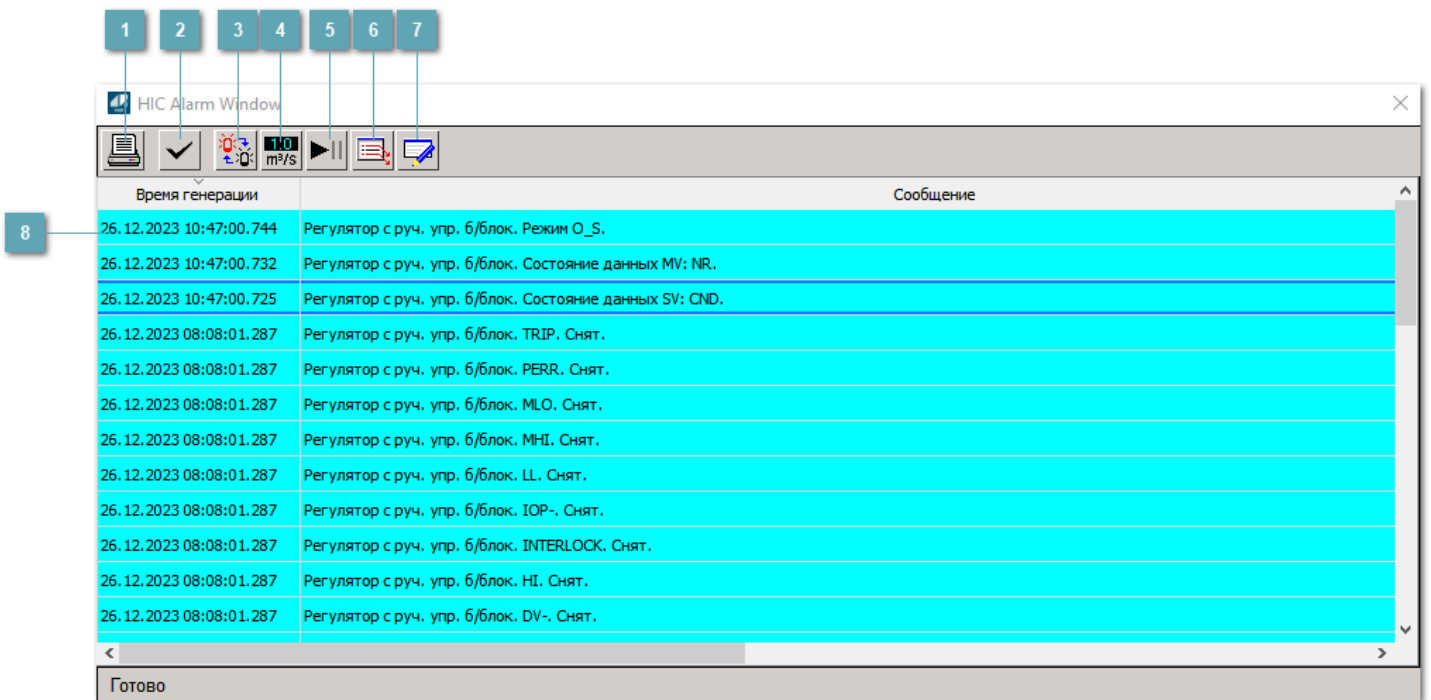 1 2 3 4 5 6 7
HIC Alarm Window
1.0
m³/s
Время генерации Сообщение
8
26.12.2023 10:47:00.744 Регулятор с руч. упр. б/блок. Режим O_S.
26.12.2023 10:47:00.732 Регулятор с руч. упр. б/блок. Состояние данных MV: NR.
26.12.2023 10:47:00.725 Регулятор с руч. упр. б/блок. Состояние данных SV: CND.
26.12.2023 08:08:01.287 Регулятор с руч. упр. б/блок. TRIP. Снят.
26.12.2023 08:08:01.287 Регулятор с руч. упр. б/блок. PERR. Снят.
26.12.2023 08:08:01.287 Регулятор с руч. упр. б/блок. MLO. Снят.
26.12.2023 08:08:01.287 Регулятор с руч. упр. б/блок. MHI. Снят.
26.12.2023 08:08:01.287 Регулятор с руч. упр. б/блок. LL. Снят.
26.12.2023 08:08:01.287 Регулятор с руч. упр. б/блок. IOP-. Снят.
26.12.2023 08:08:01.287 Регулятор с руч. упр. б/блок. INTERLOCK. Снят.
26.12.2023 08:08:01.287 Регулятор с руч. упр. б/блок. HI. Снят.
26.12.2023 08:08:01.287 Регулятор с руч. упр. б/блок. DV-. Снят.
Готово